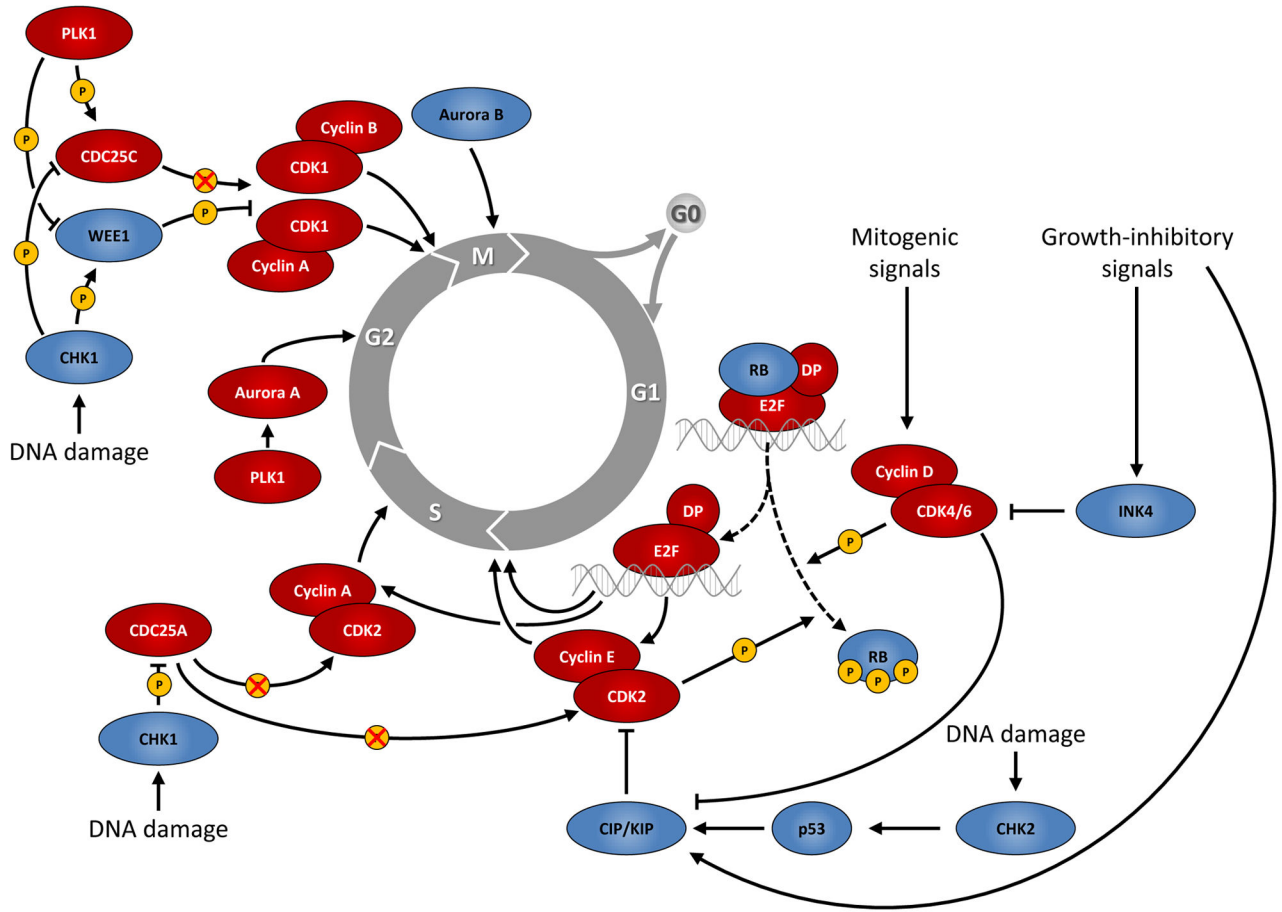 PLK1
P
P
CDC25C
Cyclin B
CDK1
Aurora B
P
WEE1
P
CDK1
Cyclin A
P
P
CHK1
DNA damage
M
G0
G2
G1
S
Aurora A
PLK1
Mitogenic
signals
Growth-inhibitory
signals
RB
DP
E2F
Cyclin D
CDK4/6
INK4
P
DP
E2F
Cyclin A
CDK2
CDC25A
P
P
CHK1
DNA damage
P
Cyclin E
CDK2
P
RB
P
P
P
DNA damage
CIP/KIP
p53
CHK2